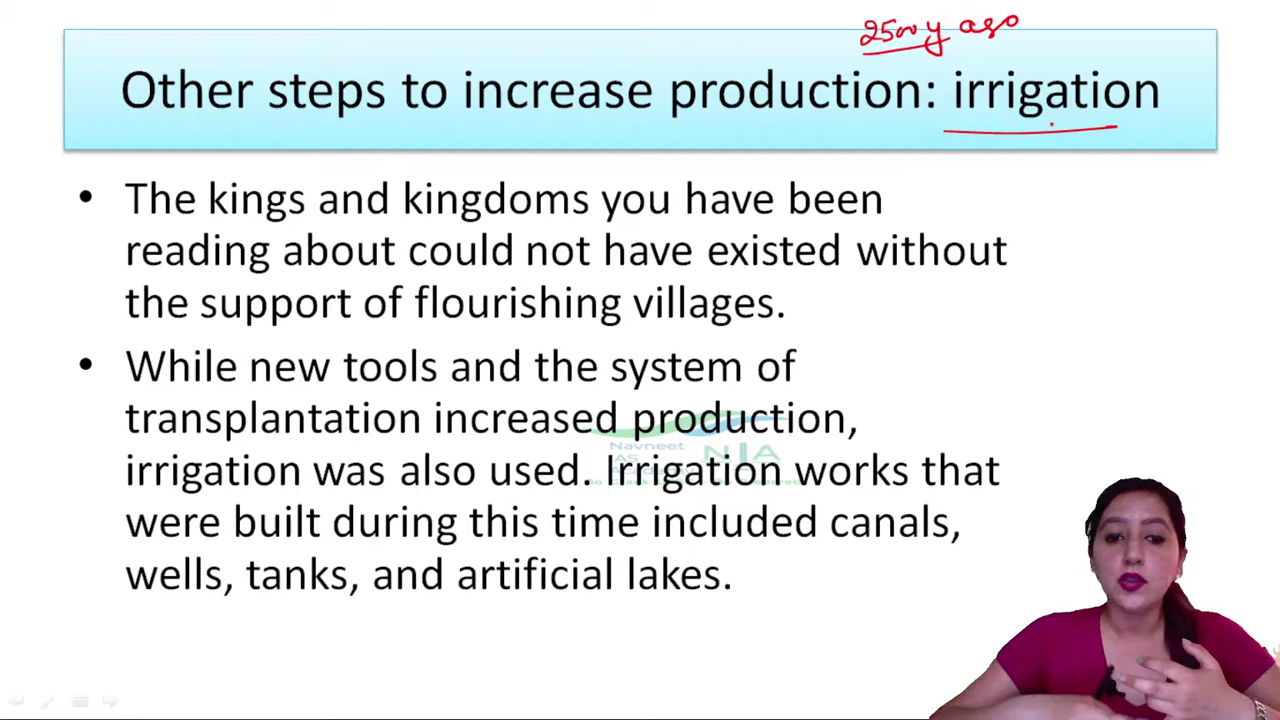 2500 y ago
Other steps to increase production: irrigation
• The kings and kingdoms you have been
reading about could not have existed without
the support of flourishing villages.
• While new tools and the system of
transplantation increased production,
irrigation was also used. Irrigation works that
were built during this time included canals,
wells, tanks, and artificial lakes.
Navneet
NIA